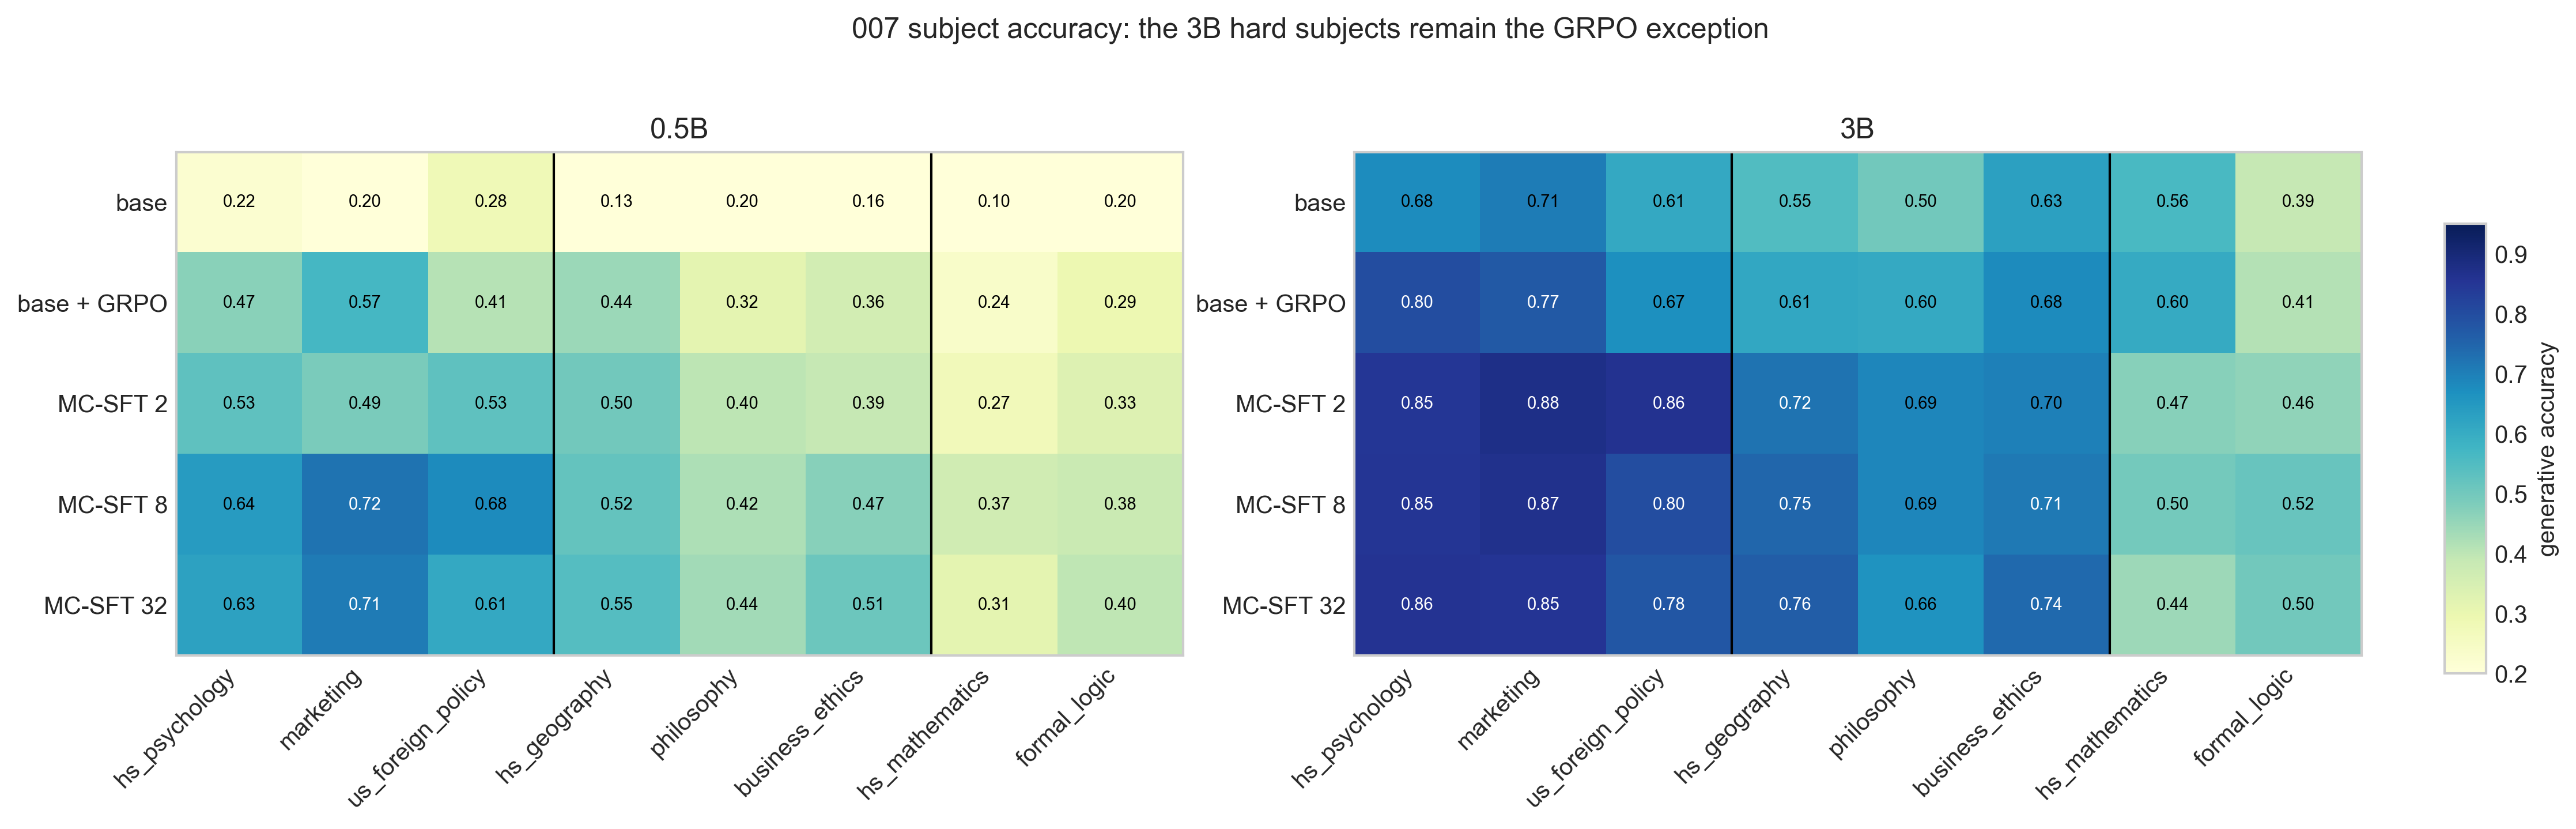 007 subject accuracy: the 3B hard subjects remain the GRPO exception
0.5B
base 0.22 0.20 0.28 0.13 0.20 0.16 0.10 0.20
base + GRPO 0.47 0.57 0.41 0.44 0.32 0.36 0.24 0.29
MC-SFT 2 0.53 0.49 0.53 0.50 0.40 0.39 0.27 0.33
MC-SFT 8 0.64 0.72 0.68 0.52 0.42 0.47 0.37 0.38
MC-SFT 32 0.63 0.71 0.61 0.55 0.44 0.51 0.31 0.40
hs_psychology marketing us_foreign_policy hs_geography philosophy business_ethics hs_mathematics formal_logic
3B
base 0.68 0.71 0.61 0.55 0.50 0.63 0.56 0.39
base + GRPO 0.80 0.77 0.67 0.61 0.60 0.68 0.60 0.41
MC-SFT 2 0.85 0.88 0.86 0.72 0.69 0.70 0.47 0.46
MC-SFT 8 0.85 0.87 0.80 0.75 0.69 0.71 0.50 0.52
MC-SFT 32 0.86 0.85 0.78 0.76 0.66 0.74 0.44 0.50
hs_psychology marketing us_foreign_policy hs_geography philosophy business_ethics hs_mathematics formal_logic
0.9
0.8
0.7
0.6
0.5
0.4
0.3
0.2
generative accuracy